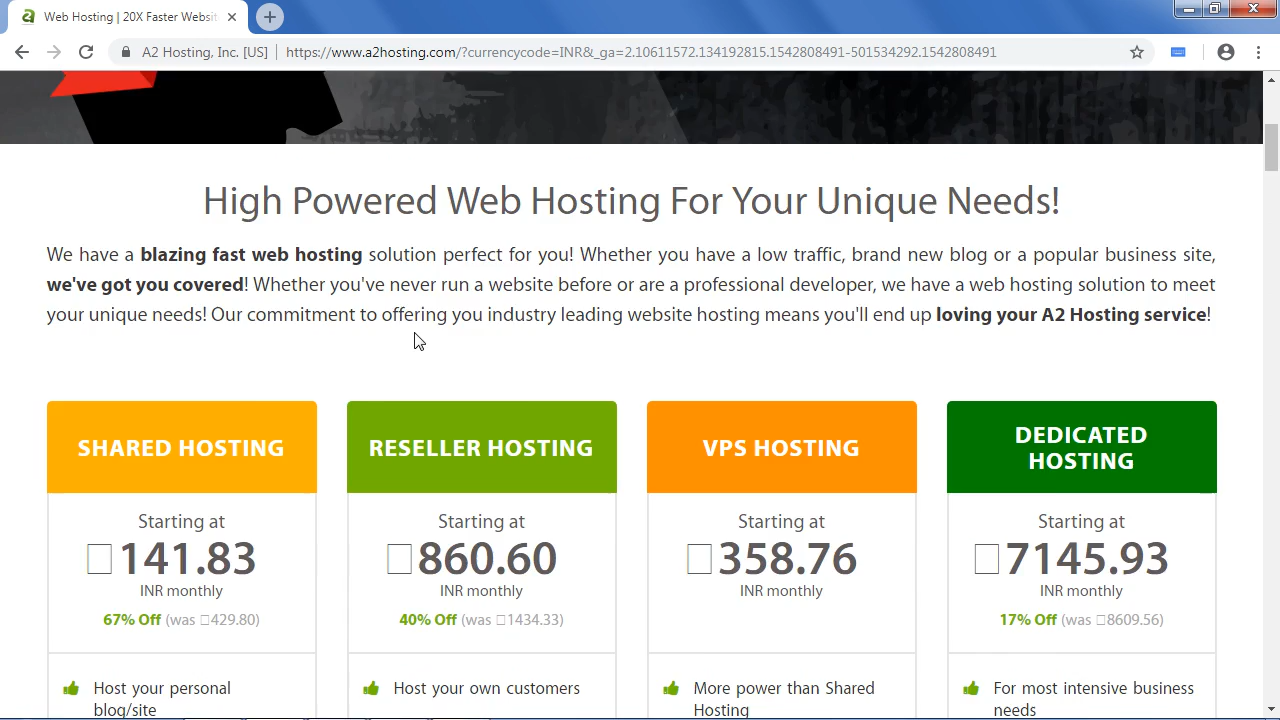 Web Hosting | 20X Faster Websit
A2 Hosting, Inc. [US] | https://www.a2hosting.com/?currencycode=INR&_ga=2.10611572.134192615.1542808491-501534292.1542808491
High Powered Web Hosting For Your Unique Needs!
We have a blazing fast web hosting solution perfect for you! Whether you have a low traffic, brand new blog or a popular business site,
we've got you covered! Whether you've never run a website before or are a professional developer, we have a web hosting solution to meet
your unique needs! Our commitment to offering you industry leading website hosting means you'll end up loving your A2 Hosting service!
SHARED HOSTING
Starting at
□141.83
INR monthly
67% Off (was □429.80)
Host your personal
blog/site
RESELLER HOSTING
Starting at
□860.60
INR monthly
40% Off (was □1434.33)
Host your own customers
VPS HOSTING
Starting at
□358.76
INR monthly
More power than Shared
Hosting
DEDICATED
HOSTING
Starting at
□7145.93
INR monthly
17% Off (was □8609.56)
For most intensive business
needs